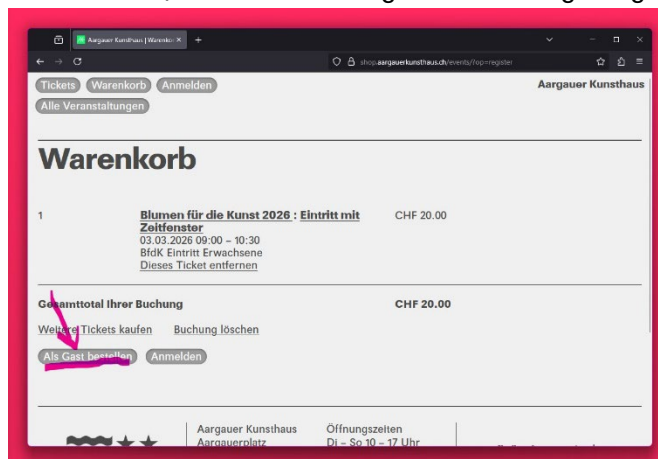 Aargauer Kunsthaus | Warenkor
shop.aargauerkunsthaus.ch/events/?op=register
Tickets Warenkorb Anmelden
Aargauer Kunsthaus
Alle Veranstaltungen
Warenkorb
1 Blumen für die Kunst 2026 : Eintritt mit CHF 20.00
Zeitfenster
03.03.2026 09:00 – 10:30
BfdK Eintritt Erwachsene
Dieses Ticket entfernen
Gesamttotal Ihrer Buchung CHF 20.00
Weitere Tickets kaufen Buchung löschen
Als Gast bestellen Anmelden
Aargauer Kunsthaus Öffnungszeiten
Aargauerplatz Di – So 10 – 17 Uhr